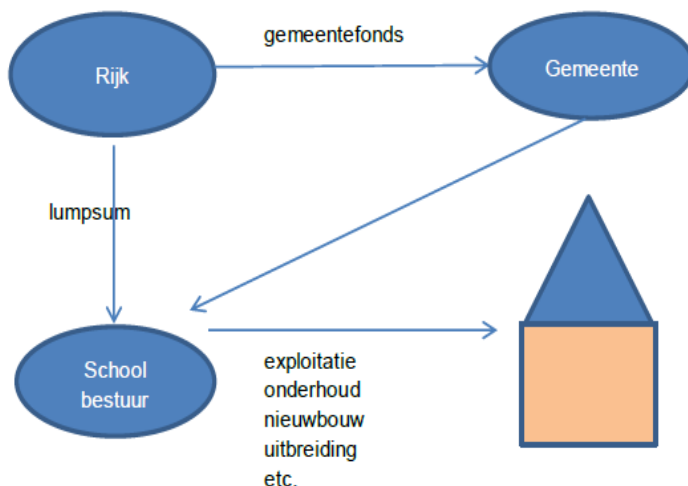 gemeentefonds
Rijk
Gemeente
lumpsum
School
bestuur
exploitatie
onderhoud
nieuwbouw
uitbreiding
etc.